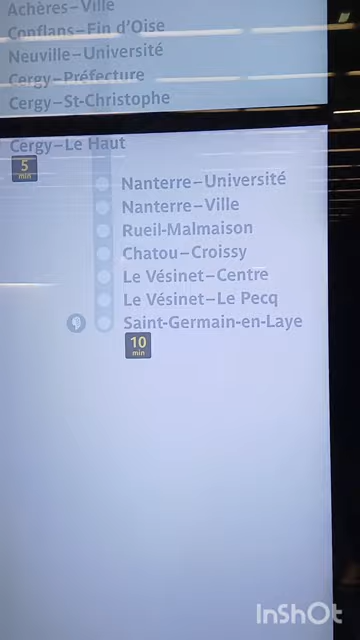 Achères–Ville
Conflans–Fin d'Oise
Neuville–Université
Cergy–Préfecture
Cergy–St-Christophe
Cergy–Le Haut
5
min
Nanterre–Université
Nanterre–Ville
Rueil-Malmaison
Chatou–Croissy
Le Vésinet–Centre
Le Vésinet–Le Pecq
Saint-Germain-en-Laye
10
min
InShOt